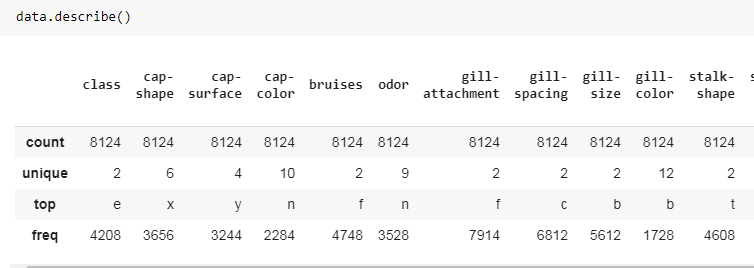 data.describe()
class cap-shape cap-surface cap-color bruises odor gill-attachment gill-spacing gill-size gill-color stalk-shape s
count 8124 8124 8124 8124 8124 8124 8124 8124 8124 8124 8124
unique 2 6 4 10 2 9 2 2 2 12 2
top e x y n f n f c b b t
freq 4208 3656 3244 2284 4748 3528 7914 6812 5612 1728 4608